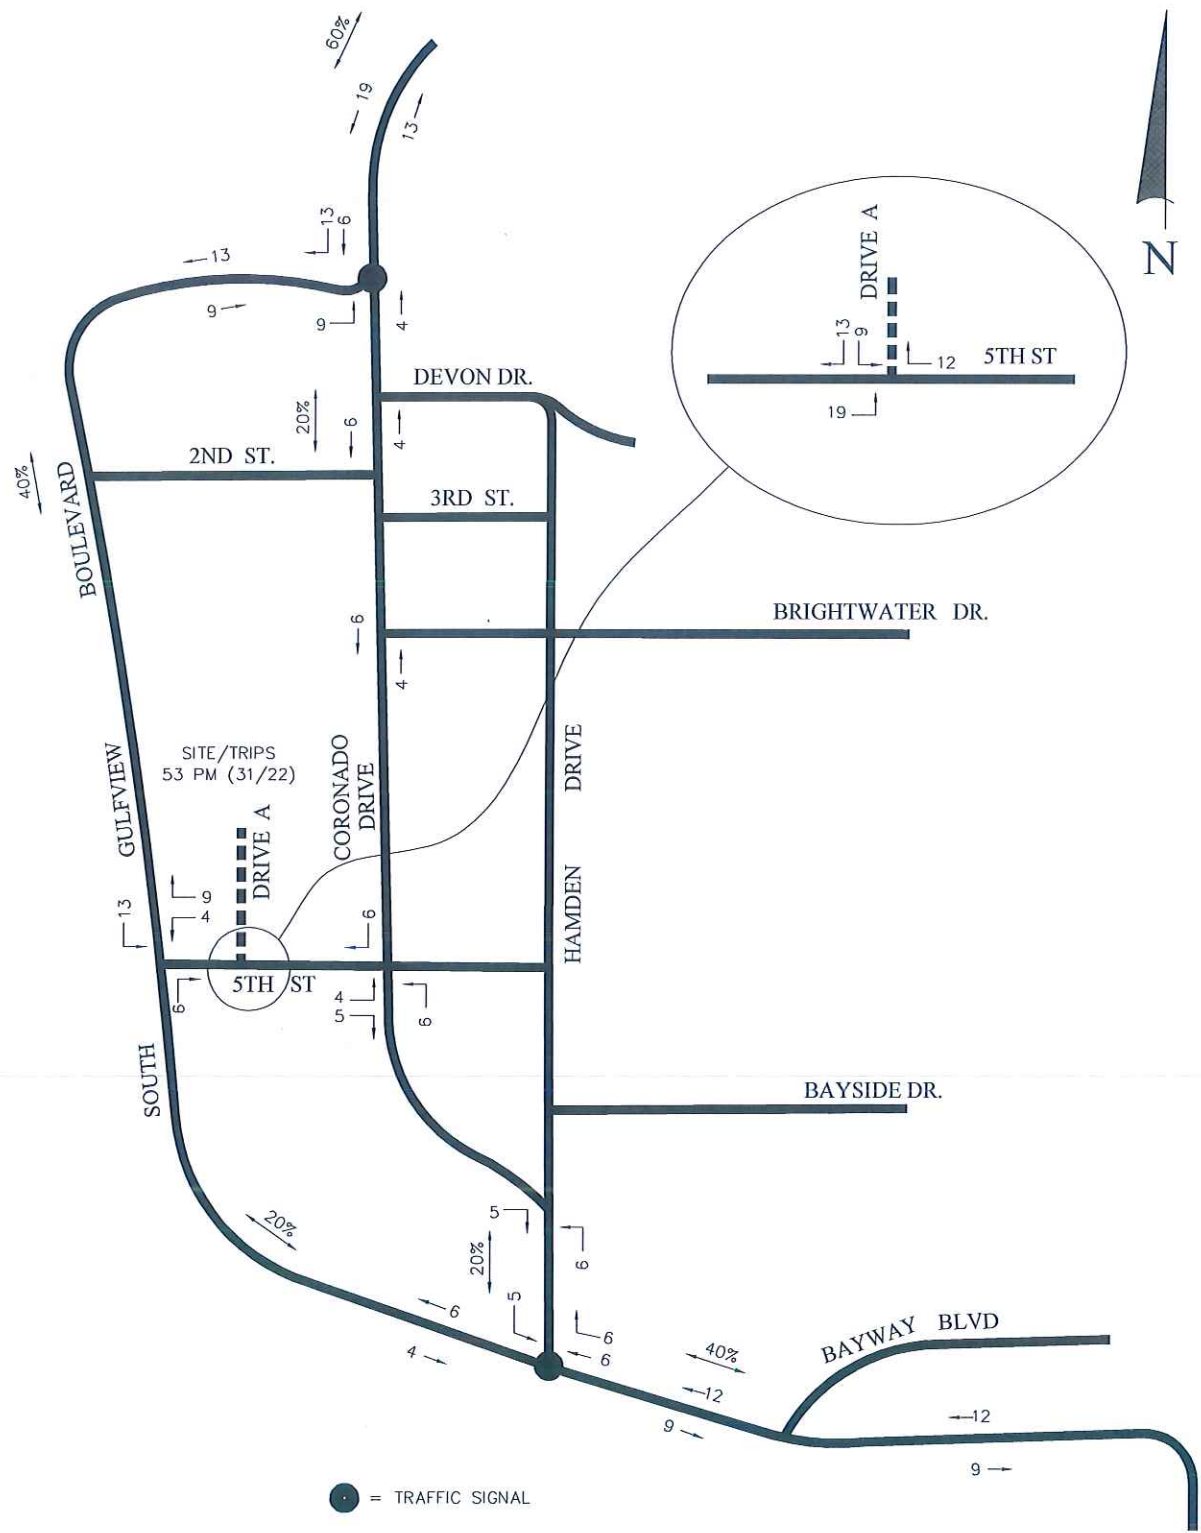 60%
19
13
N
13
6
13
9
9
4
DRIVE A
13
9
12
5TH ST
19
DEVON DR.
20%
6
4
2ND ST.
40%
3RD ST.
BOULEVARD
BRIGHTWATER DR.
6
4
SITE/TRIPS
53 PM (31/22)
GULFVIEW
CORONADO
DRIVE
DRIVE
DRIVE A
HAMDEN
13
9
4
6
5TH ST
6
4
5
6
SOUTH
BAYSIDE DR.
20%
5
6
20%
5
6
6
6
4
40%
BAYWAY BLVD
12
9
12
9
= TRAFFIC SIGNAL